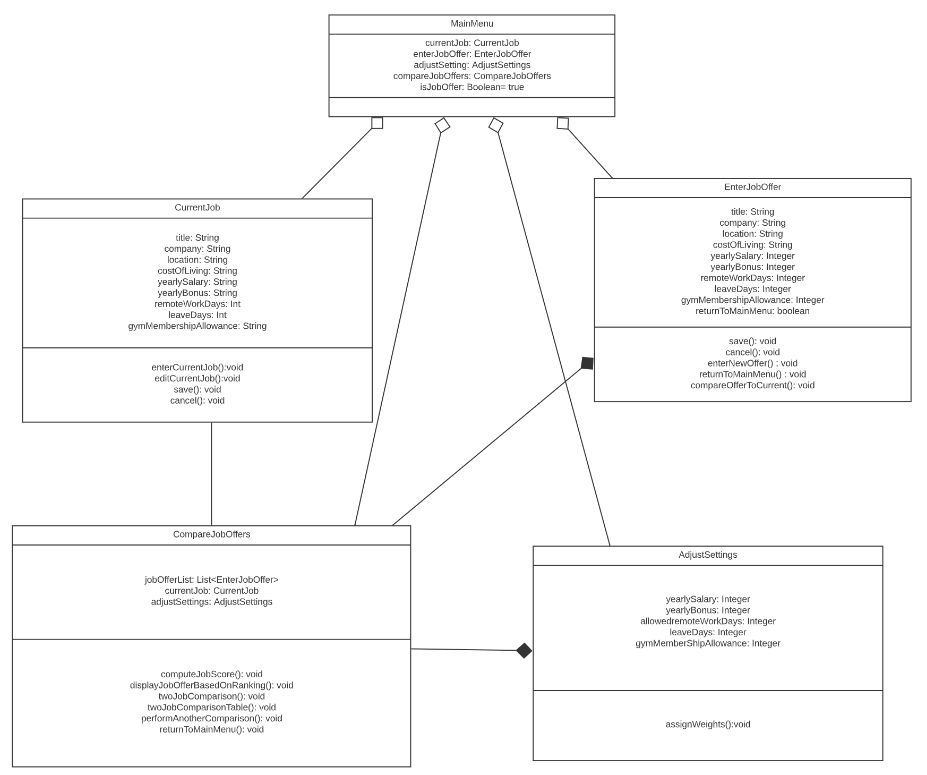 MainMenu
currentJob: CurrentJob
enterJobOffer: EnterJobOffer
adjustSetting: AdjustSettings
compareJobOffers: CompareJobOffers
isJobOffer: Boolean= true
CurrentJob
title: String
company: String
location: String
costOfLiving: String
yearlySalary: String
yearlyBonus: String
remoteWorkDays: Int
leaveDays: Int
gymMembershipAllowance: String
enterCurrentJob():void
editCurrentJob():void
save(): void
cancel(): void
EnterJobOffer
title: String
company: String
location: String
costOfLiving: String
yearlySalary: Integer
yearlyBonus: Integer
remoteWorkDays: Integer
leaveDays: Integer
gymMembershipAllowance: Integer
returnToMainMenu: boolean
save(): void
cancel(): void
enterNewOffer() : void
returnToMainMenu() : void
compareOfferToCurrent(): void
CompareJobOffers
jobOfferList: List<EnterJobOffer>
currentJob: CurrentJob
adjustSettings: AdjustSettings
computeJobScore(): void
displayJobOfferBasedOnRanking(): void
twoJobComparison(): void
twoJobComparisonTable(): void
performAnotherComparison(): void
returnToMainMenu(): void
AdjustSettings
yearlySalary: Integer
yearlyBonus: Integer
allowedremoteWorkDays: Integer
leaveDays: Integer
gymMemberShipAllowance: Integer
assignWeights():void